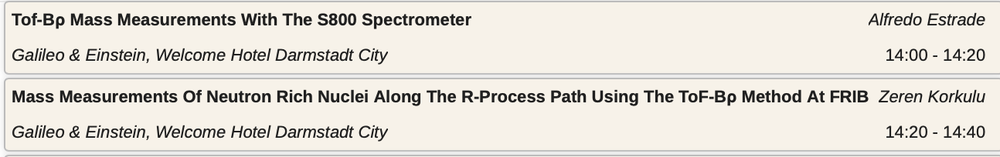 Tof-Bρ Mass Measurements With The S800 Spectrometer Alfredo Estrade
Galileo & Einstein, Welcome Hotel Darmstadt City 14:00 - 14:20
Mass Measurements Of Neutron Rich Nuclei Along The R-Process Path Using The ToF-Bρ Method At FRIB Zeren Korkulu
Galileo & Einstein, Welcome Hotel Darmstadt City 14:20 - 14:40